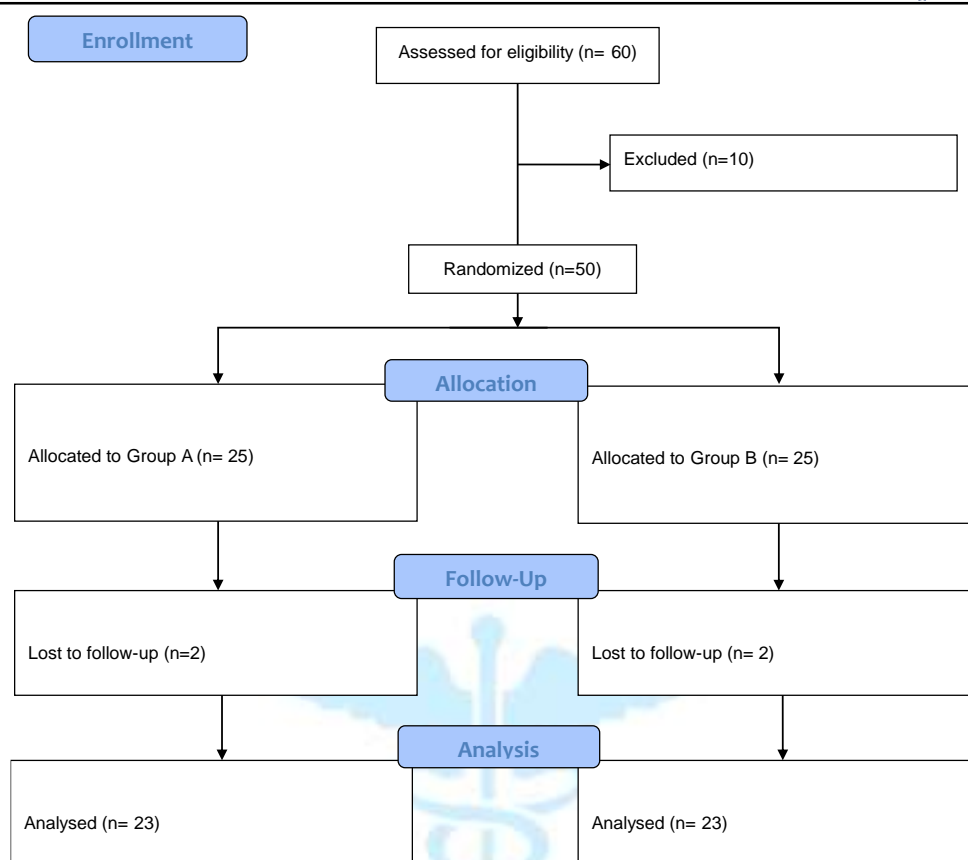 Enrollment
Assessed for eligibility (n= 60)
Excluded (n=10)
Randomized (n=50)
Allocation
Allocated to Group A (n= 25)
Allocated to Group B (n= 25)
Follow-Up
Lost to follow-up (n=2)
Lost to follow-up (n= 2)
Analysis
Analysed (n= 23)
Analysed (n= 23)